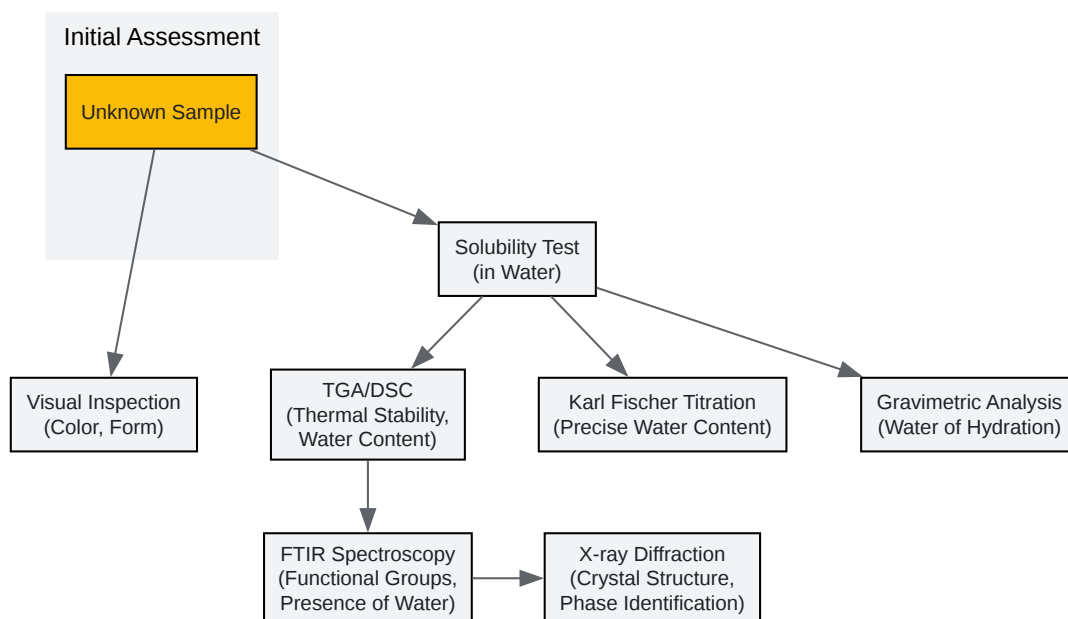 Initial Assessment
Unknown Sample
Solubility Test
(in Water)
Visual Inspection
(Color, Form)
TGA/DSC
(Thermal Stability,
Water Content)
Karl Fischer Titration
(Precise Water Content)
Gravimetric Analysis
(Water of Hydration)
FTIR Spectroscopy
(Functional Groups,
Presence of Water)
X-ray Diffraction
(Crystal Structure,
Phase Identification)